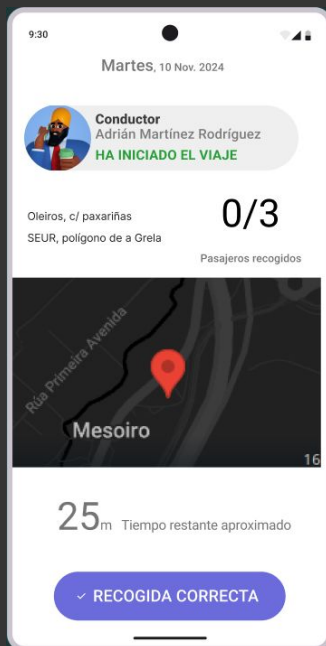 9:30
Martes, 10 Nov. 2024
Conductor
Adrián Martínez Rodríguez
HA INICIADO EL VIAJE
Oleiros, c/ paxariñas
SEUR, polígono de a Grela
0/3
Pasajeros recogidos
Rúa Primeira Avenida
Mesoiro
16
25m Tiempo restante aproximado
✓ RECOGIDA CORRECTA